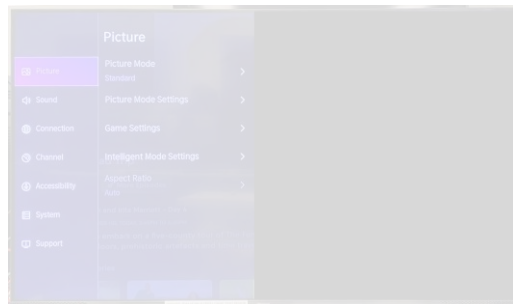 Picture
Picture
Sound
Connection
Channel
Accessibility
System
Support
Picture Mode
Standard
Picture Mode Settings
Game Settings
Intelligent Mode Settings
Aspect Ratio
Auto